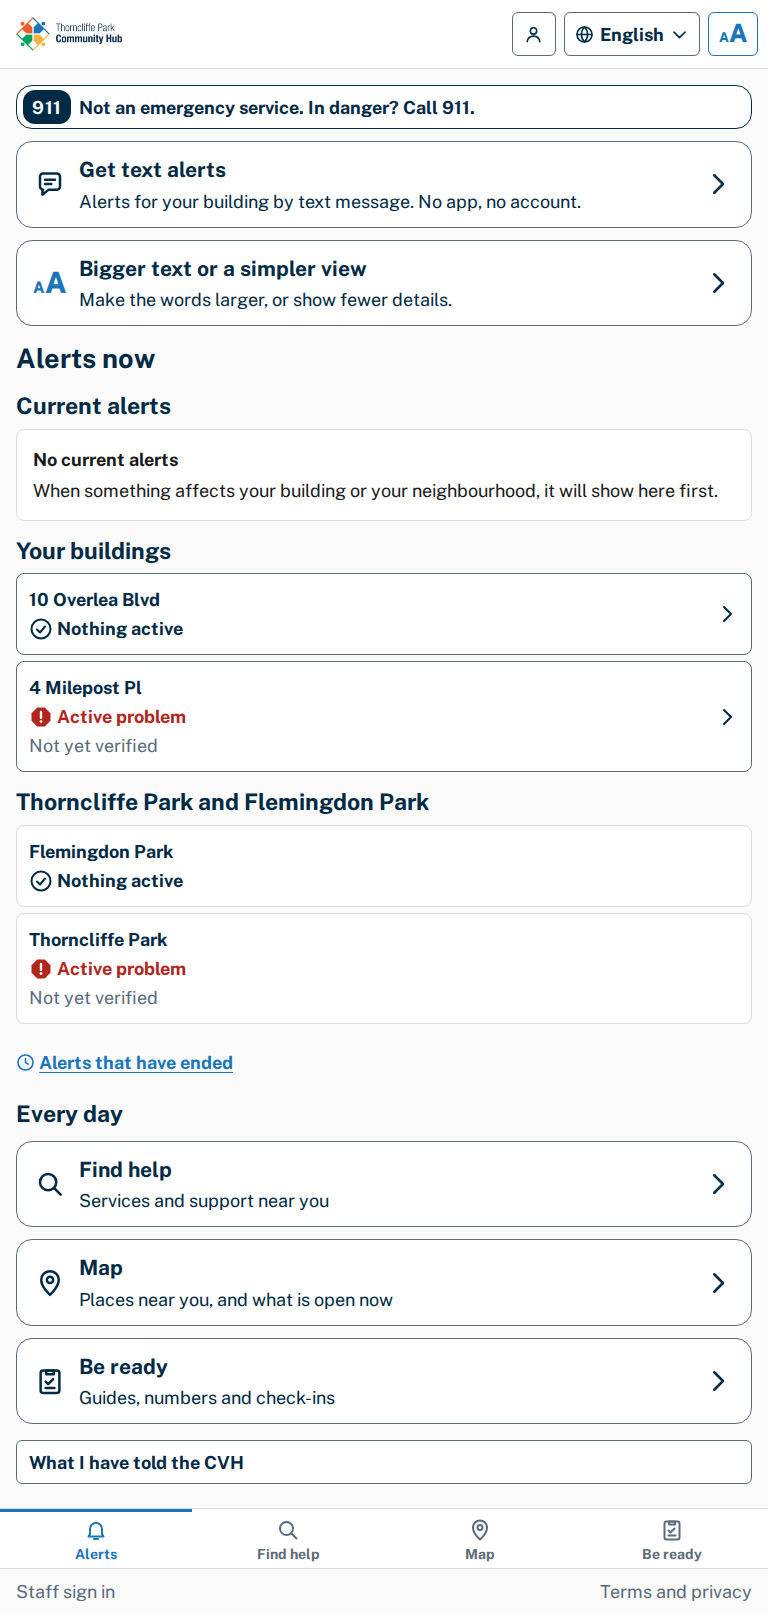 Thorncliffe Park
Community Hub
English
AA
911 Not an emergency service. In danger? Call 911.
Get text alerts
Alerts for your building by text message. No app, no account.
AA
Bigger text or a simpler view
Make the words larger, or show fewer details.
Alerts now
Current alerts
No current alerts
When something affects your building or your neighbourhood, it will show here first.
Your buildings
10 Overlea Blvd
Nothing active
4 Milepost Pl
Active problem
Not yet verified
Thorncliffe Park and Flemingdon Park
Flemingdon Park
Nothing active
Thorncliffe Park
Active problem
Not yet verified
Alerts that have ended
Every day
Find help
Services and support near you
Map
Places near you, and what is open now
Be ready
Guides, numbers and check-ins
What I have told the CVH
Alerts
Find help
Map
Be ready
Staff sign in
Terms and privacy